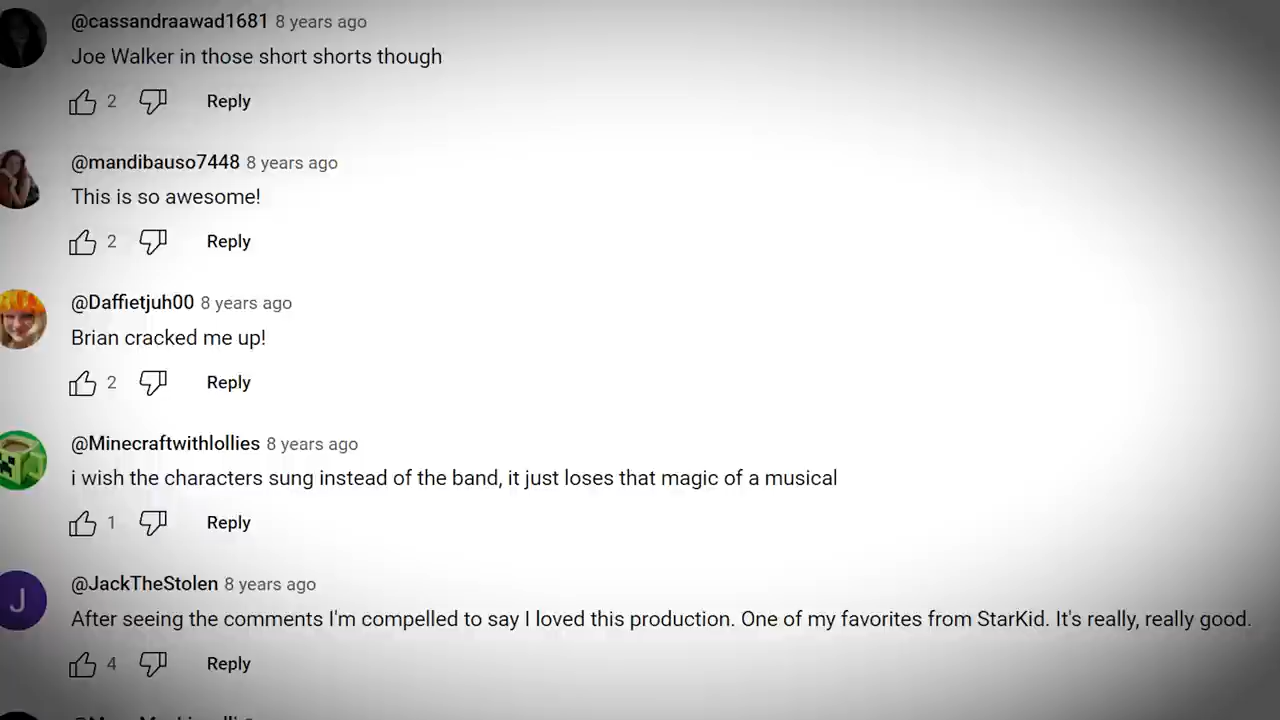 @cassandraawad1681 8 years ago
Joe Walker in those short shorts though
2 Reply
@mandibauso7448 8 years ago
This is so awesome!
2 Reply
@Daffietjuh00 8 years ago
Brian cracked me up!
2 Reply
@Minecraftwithlollies 8 years ago
i wish the characters sung instead of the band, it just loses that magic of a musical
1 Reply
J
@JackTheStolen 8 years ago
After seeing the comments I'm compelled to say I loved this production. One of my favorites from StarKid. It's really, really good.
4 Reply